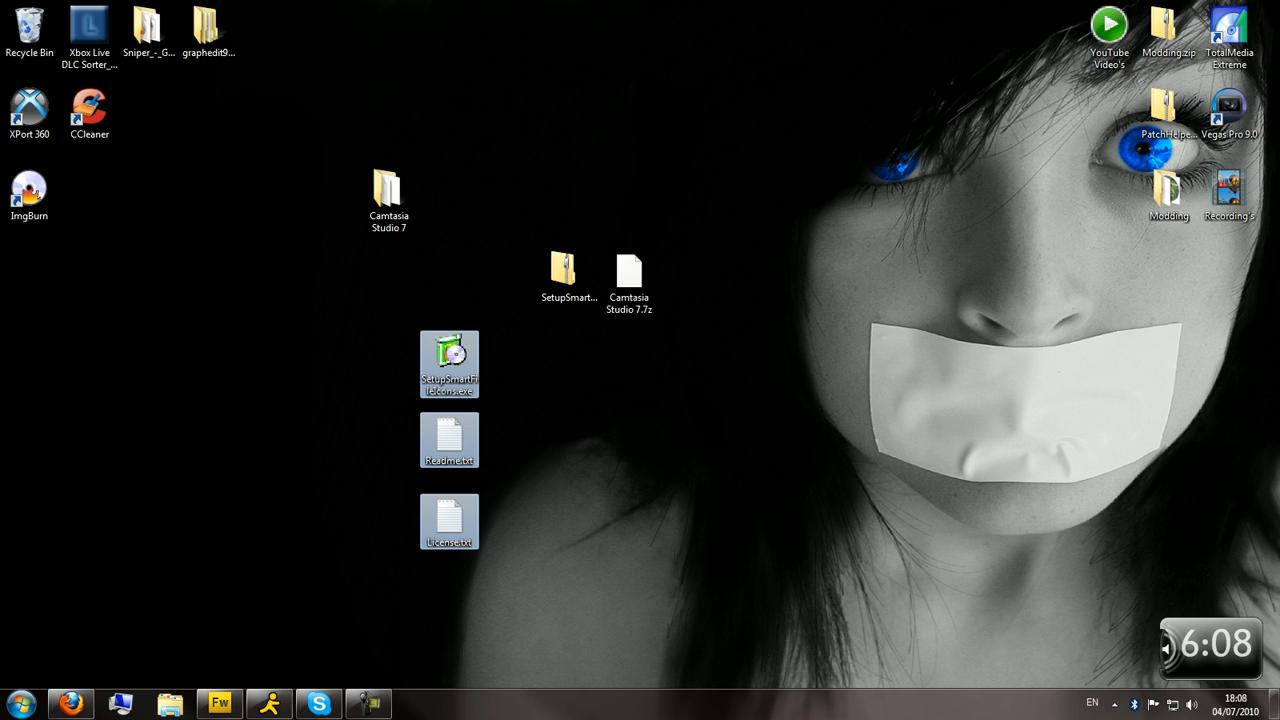 Recycle Bin
Xbox Live
DLC Sorter_...
Sniper_-_G...
graphedit9...
YouTube
Video's
Modding.zip
TotalMedia
Extreme
XPort 360
CCleaner
PatchHelpe...
Vegas Pro 9.0
ImgBurn
Camtasia
Studio 7
Modding
Recording's
SetupSmart...
Camtasia
Studio 7.7z
SetupSmartFi
leIcons.exe
Readme.txt
License.txt
6:08
Fw
EN
18:08
04/07/2010